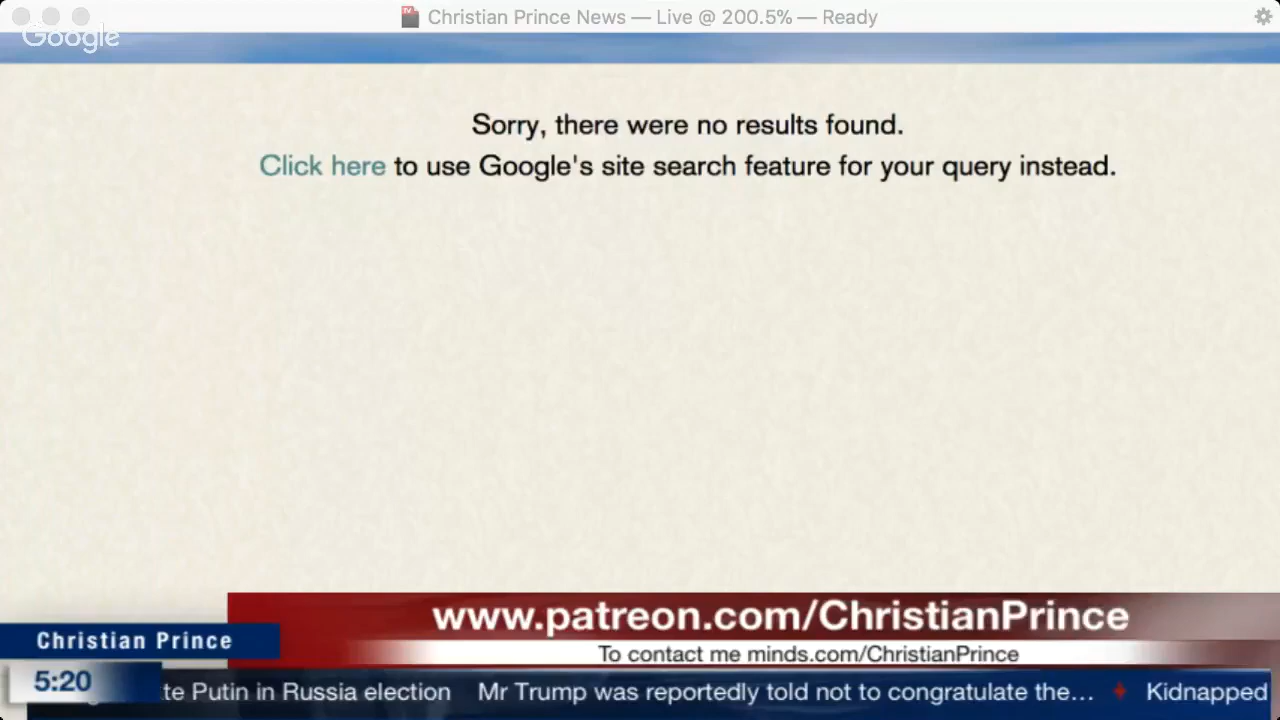 Christian Prince News — Live @ 200.5% — Ready
Google
Sorry, there were no results found.
Click here to use Google's site search feature for your query instead.
www.patreon.com/ChristianPrince
Christian Prince
To contact me minds.com/ChristianPrince
5:20
Putin in Russia election Mr Trump was reportedly told not to congratulate the... Kidnapped